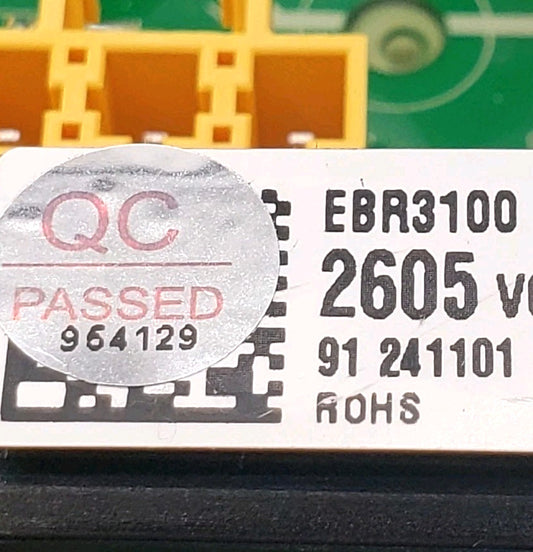 QC
PASSED
964129
EBR3100
2605
91 241101
ROHS